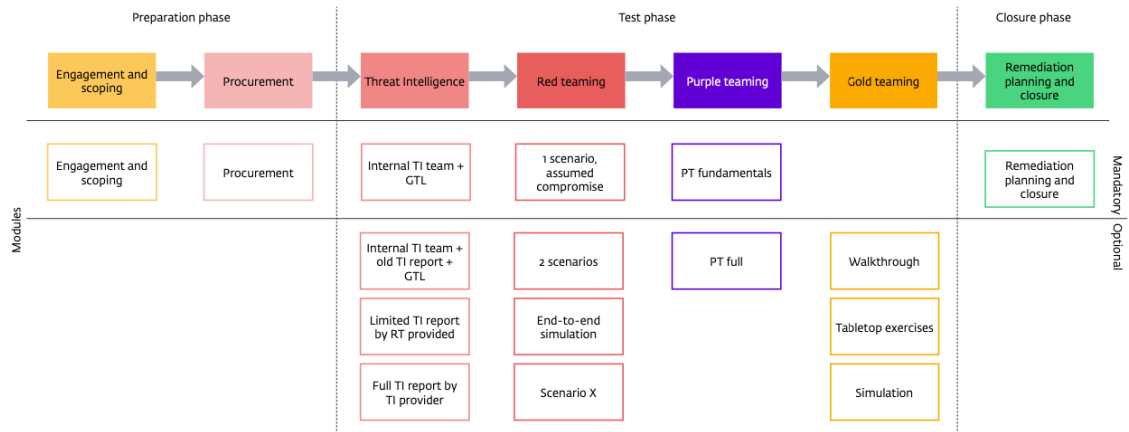 Preparation phase
Test phase
Closure phase
Engagement and
scoping
Procurement
Threat Intelligence
Red teaming
Purple teaming
Gold teaming
Remediation
planning and
closure
Engagement and
scoping
Procurement
Internal TI team +
GTL
1 scenario,
assumed
compromise
PT fundamentals
Remediation
planning and
closure
Mandatory
Modules
Optional
Internal TI team +
old TI report +
GTL
2 scenarios
PT full
Walkthrough
Limited TI report
by RT provided
End-to-end
simulation
Tabletop exercises
Full TI report by
TI provider
Scenario X
Simulation